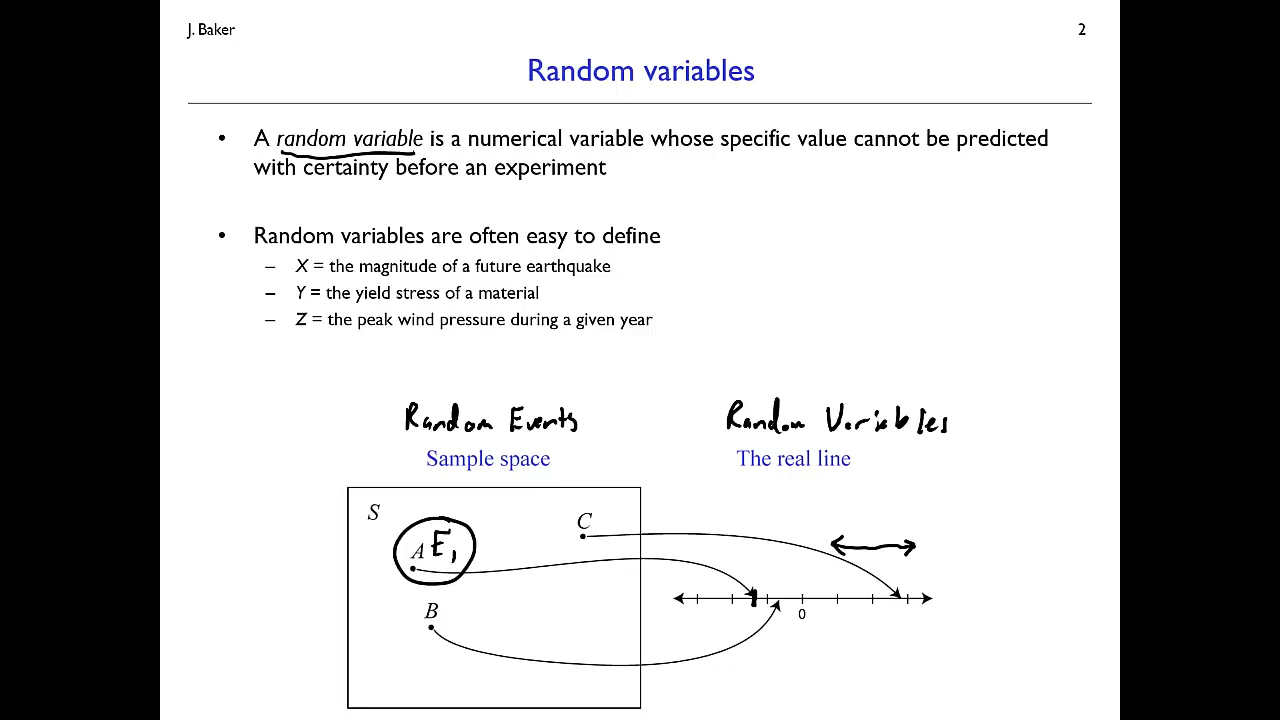 J. Baker 2
Random variables
• A random variable is a numerical variable whose specific value cannot be predicted
with certainty before an experiment
• Random variables are often easy to define
– X = the magnitude of a future earthquake
– Y = the yield stress of a material
– Z = the peak wind pressure during a given year
Random Events Random Variables
Sample space The real line
S
C
A E₁
B
0